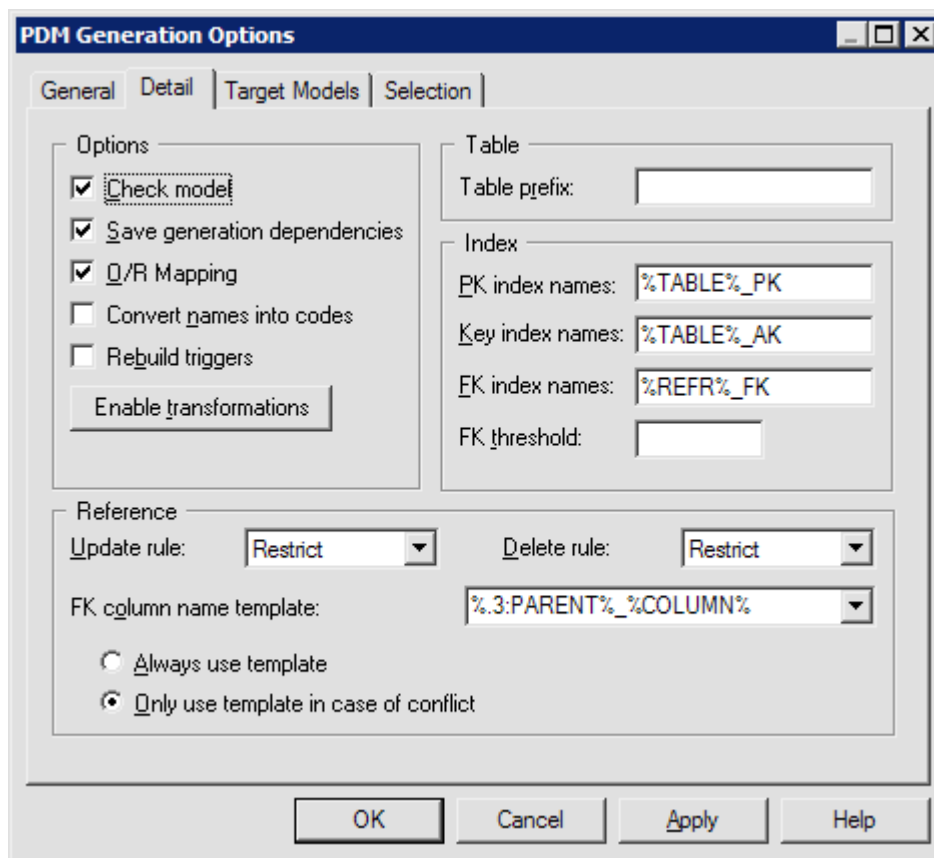 PDM Generation Options
General Detail Target Models Selection
Options
Check model
Save generation dependencies
O/R Mapping
Convert names into codes
Rebuild triggers
Enable transformations
Table
Table prefix:
Index
PK index names: %TABLE%_PK
Key index names: %TABLE%_AK
FK index names: %REFR%_FK
FK threshold:
Reference
Update rule: Restrict Delete rule: Restrict
FK column name template: %.3:PARENT%_%COLUMN%
Always use template
Only use template in case of conflict
OK Cancel Apply Help